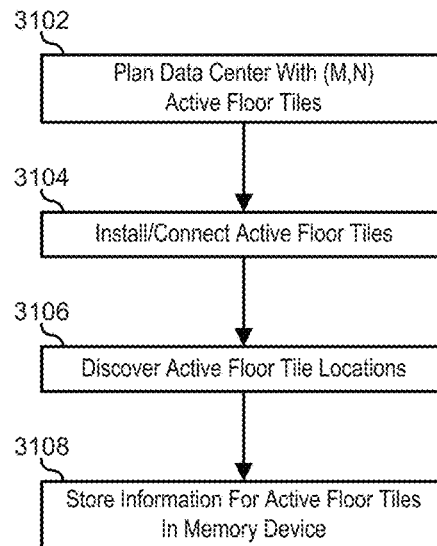 3102
Plan Data Center With (M,N)
Active Floor Tiles
3104
Install/Connect Active Floor Tiles
3106
Discover Active Floor Tile Locations
3108
Store Information For Active Floor Tiles
In Memory Device